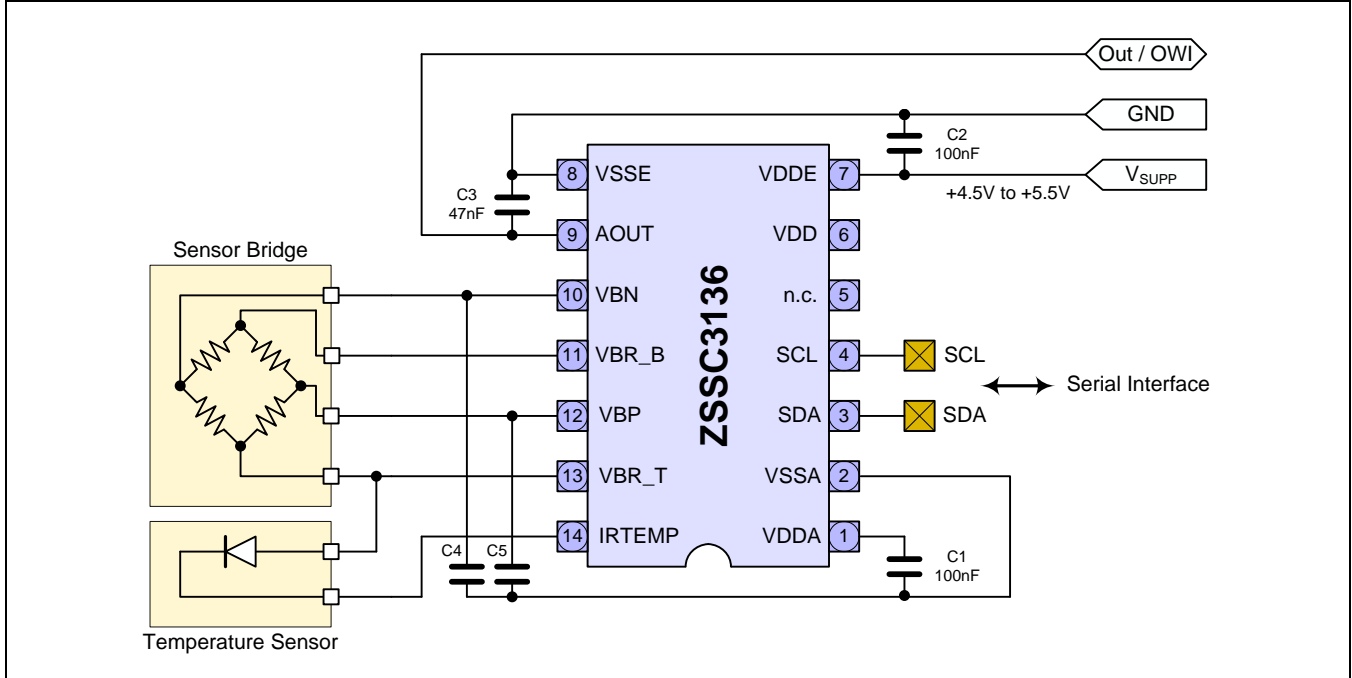 Out / OWI
GND
C2
100nF
V_SUPP
+4.5V to +5.5V
C3
47nF
8 VSSE VDDE 7
9 AOUT VDD 6
10 VBN n.c. 5
11 VBR_B SCL 4 SCL
12 VBP SDA 3 SDA
13 VBR_T VSSA 2
14 IRTEMP VDDA 1
ZSSC3136
Serial Interface
Sensor Bridge
C4
C5
C1
100nF
Temperature Sensor